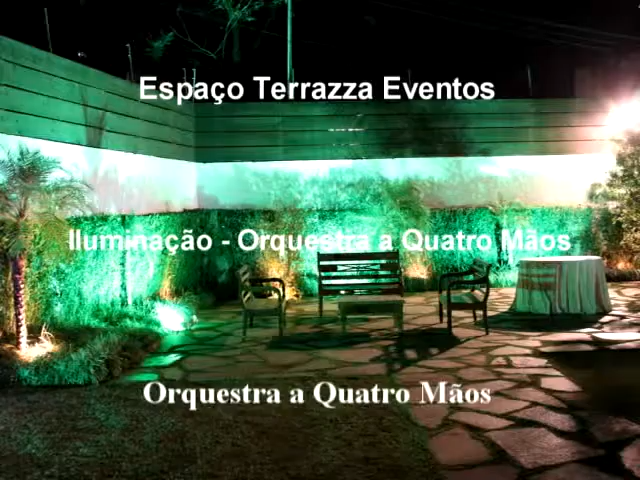 Espaço Terrazza Eventos
Iluminação - Orquestra a Quatro Mãos
Orquestra a Quatro Mãos